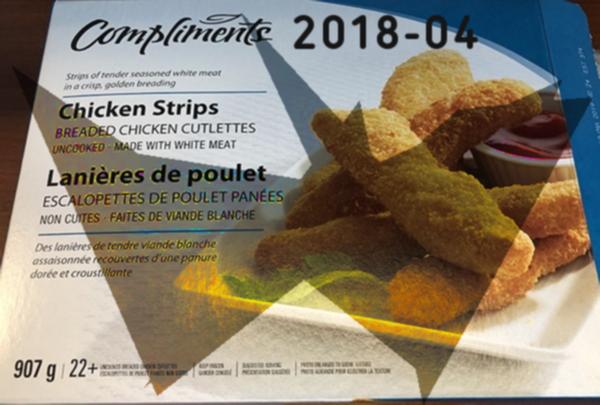 Compliments 2018-04
Strips of tender seasoned white meat
in a crisp, golden breading
Chicken Strips
BREADED CHICKEN CUTLETTES
UNCOOKED - MADE WITH WHITE MEAT
Lanières de poulet
ESCALOPETTES DE POULET PANÉES
NON CUITES - FAITES DE VIANDE BLANCHE
Des lanières de tendre viande blanche
assaisonnée recouvertes d'une panure
dorée et croustillante
907 g 22+